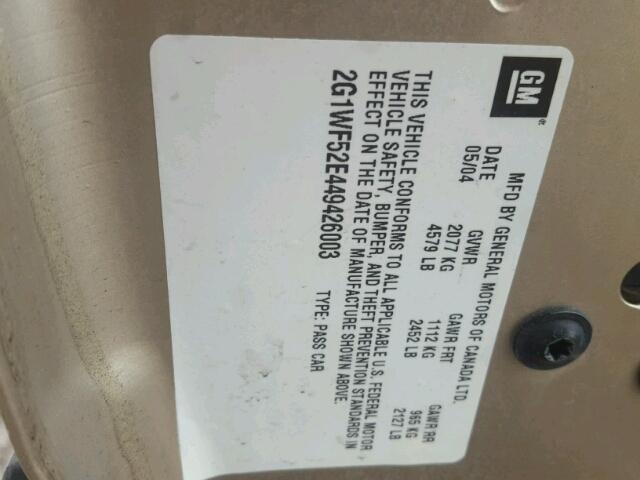 GM
MFD BY GENERAL MOTORS OF CANADA LTD.
DATE GVWR GAWR FRT GAWR RR
05/04 2077 KG 1112 KG 965 KG
4579 LB 2452 LB 2127 LB
THIS VEHICLE CONFORMS TO ALL APPLICABLE U.S. FEDERAL MOTOR
VEHICLE SAFETY, BUMPER, AND THEFT PREVENTION STANDARDS IN
EFFECT ON THE DATE OF MANUFACTURE SHOWN ABOVE.
2G1WF52E449426003 TYPE: PASS CAR